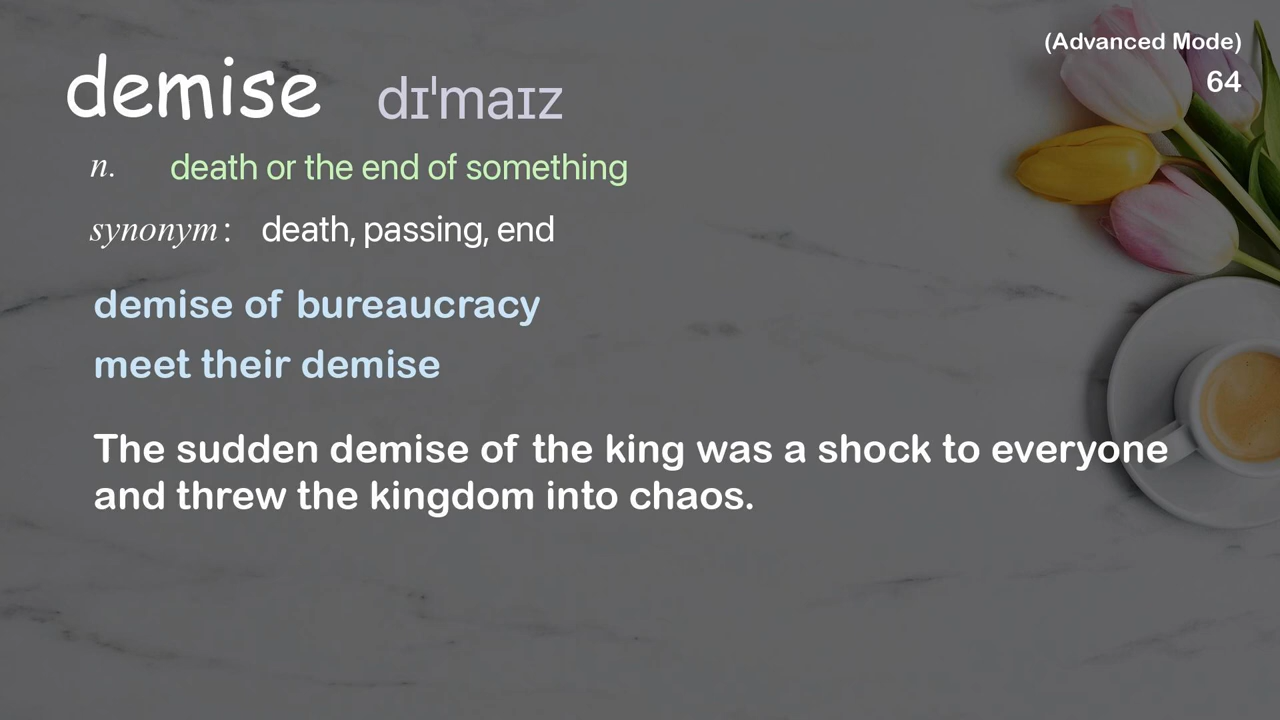 (Advanced Mode)
demise dɪˈmaɪz
64
n. death or the end of something
synonym: death, passing, end
demise of bureaucracy
meet their demise
The sudden demise of the king was a shock to everyone
and threw the kingdom into chaos.